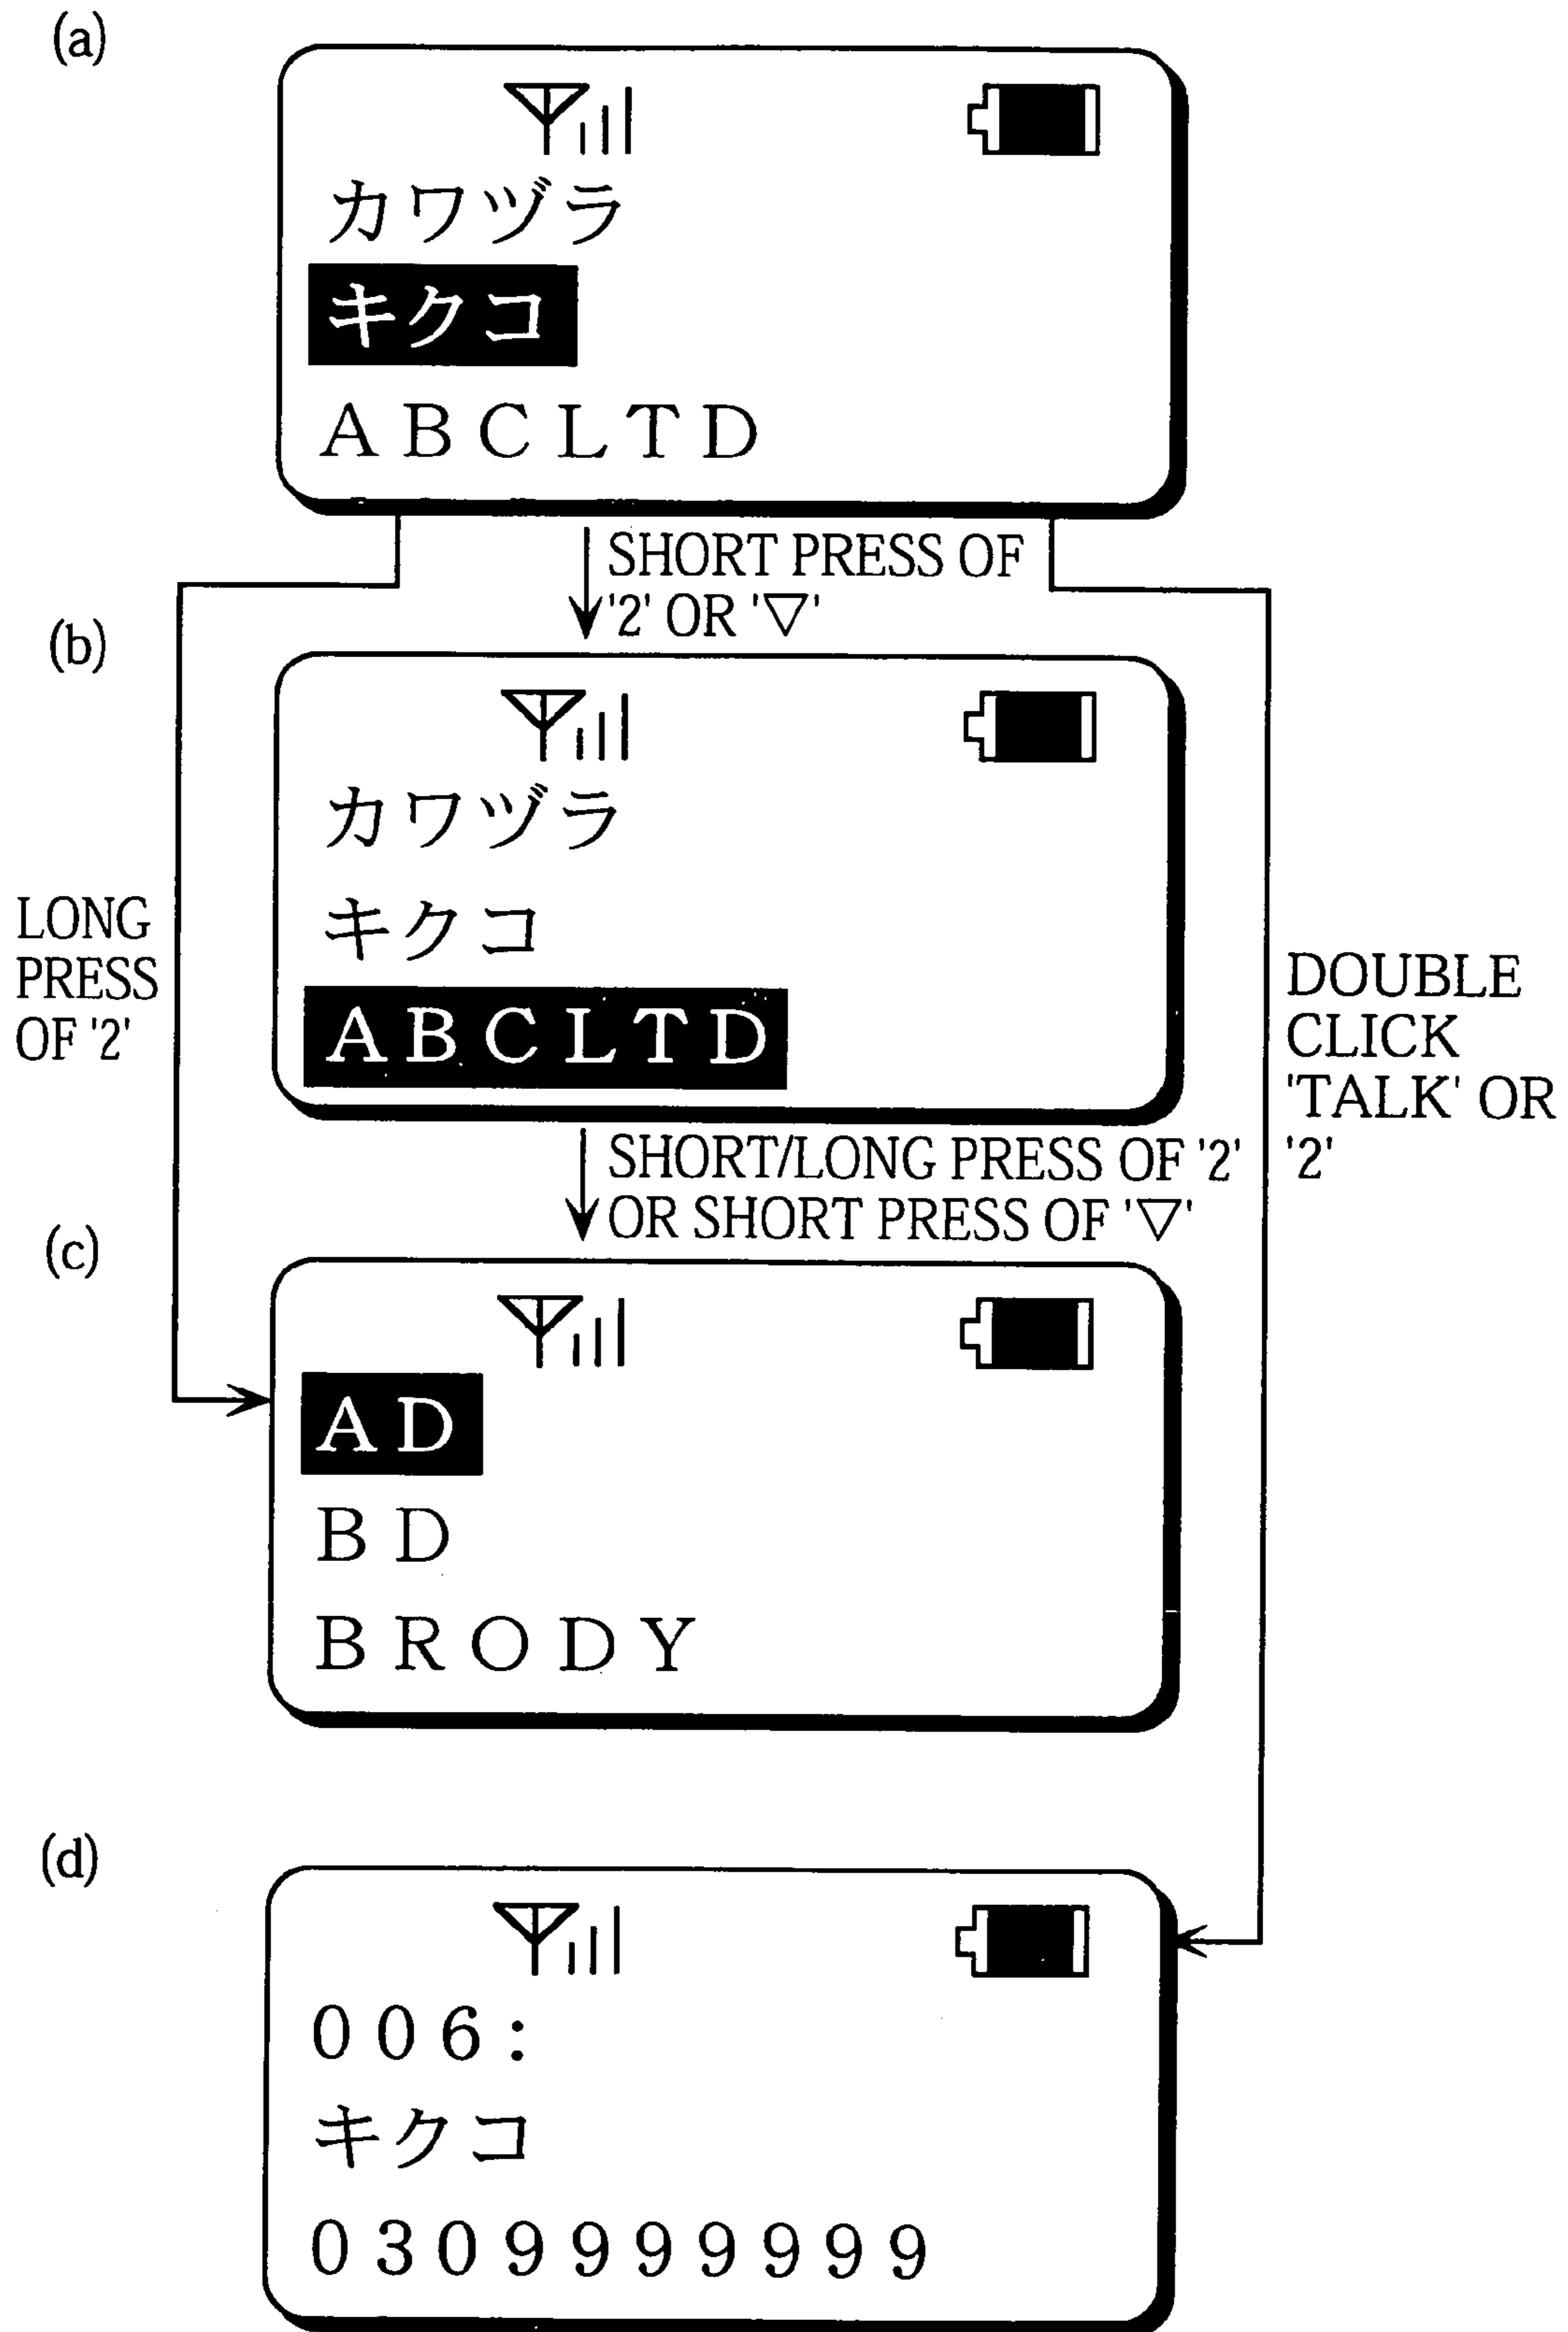 (a)
カワヅラ
キクコ
ABCLTD
SHORT PRESS OF
'2' OR '▽'
(b)
カワヅラ
キクコ
ABCLTD
LONG
PRESS
OF '2'
DOUBLE
CLICK
'TALK' OR
'2'
SHORT/LONG PRESS OF '2'
OR SHORT PRESS OF '▽'
(c)
AD
BD
BRODY
(d)
006:
キクコ
0309999999